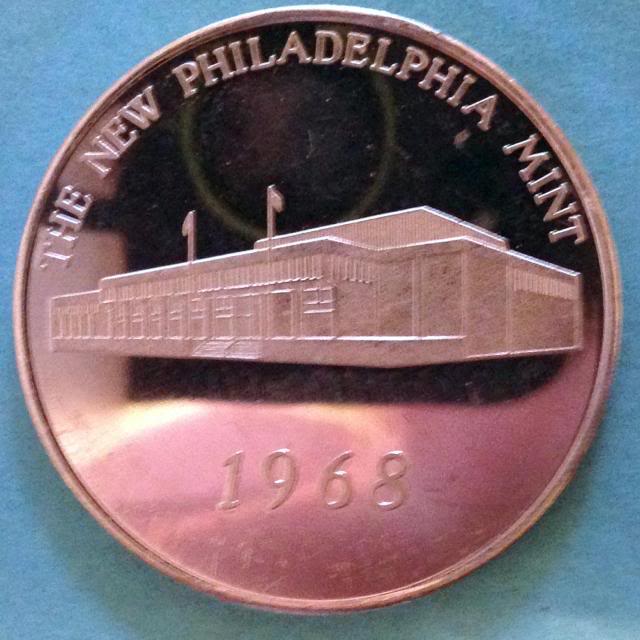 THE NEW PHILADELPHIA MINT
1968